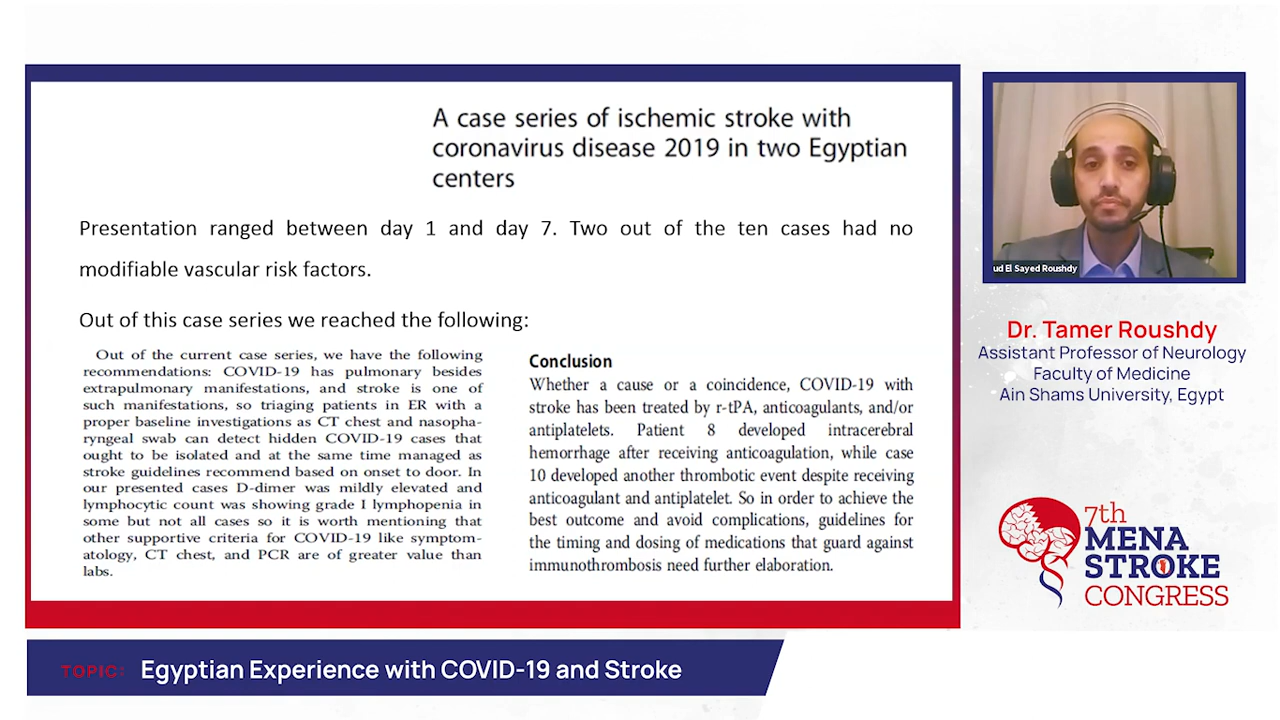 A case series of ischemic stroke with
coronavirus disease 2019 in two Egyptian
centers
Presentation ranged between day 1 and day 7. Two out of the ten cases had no
modifiable vascular risk factors.
Out of this case series we reached the following:
Out of the current case series, we have the following
recommendations: COVID-19 has pulmonary besides
extrapulmonary manifestations, and stroke is one of
such manifestations, so triaging patients in ER with a
proper baseline investigations as CT chest and nasopha-
ryngeal swab can detect hidden COVID-19 cases that
ought to be isolated and at the same time managed as
stroke guidelines recommend based on onset to door. In
our presented cases D-dimer was mildly elevated and
lymphocytic count was showing grade I lymphopenia in
some but not all cases so it is worth mentioning that
other supportive criteria for COVID-19 like symptom-
atology, CT chest, and PCR are of greater value than
labs.
Conclusion
Whether a cause or a coincidence, COVID-19 with
stroke has been treated by r-tPA, anticoagulants, and/or
antiplatelets. Patient 8 developed intracerebral
hemorrhage after receiving anticoagulation, while case
10 developed another thrombotic event despite receiving
anticoagulant and antiplatelet. So in order to achieve the
best outcome and avoid complications, guidelines for
the timing and dosing of medications that guard against
immunothrombosis need further elaboration.
ud El Sayed Roushdy
Dr. Tamer Roushdy
Assistant Professor of Neurology
Faculty of Medicine
Ain Shams University, Egypt
7th
MENA
STROKE
CONGRESS
TOPIC: Egyptian Experience with COVID-19 and Stroke